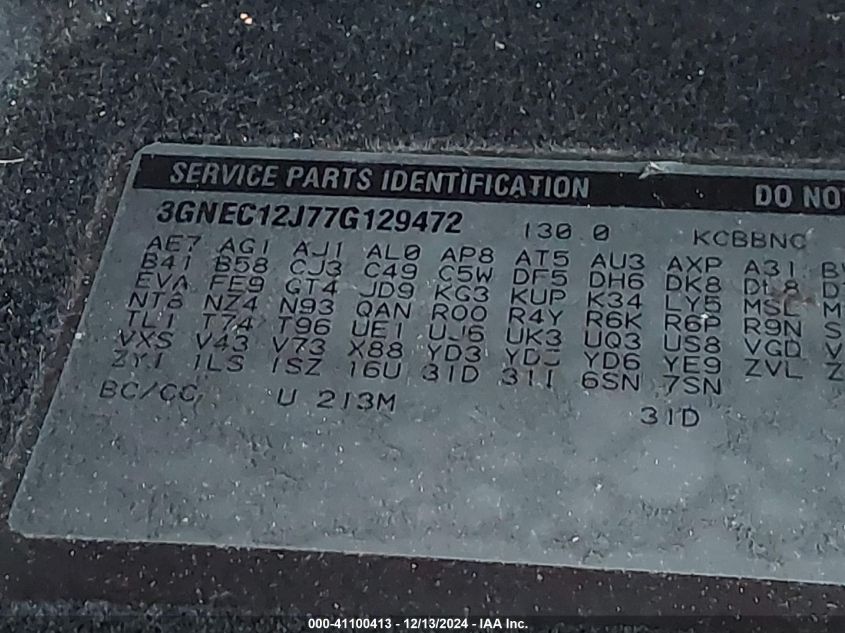 SERVICE PARTS IDENTIFICATION DO NO
3GNEC12J77G129472 130.0 KCBBNC
AE7 AG1 AJ1 AL0 AP8 AT5 AU3 AXP A31
B41 B58 CJ3 C49 C5W DF5 DH6 DK8 DL8
EVA FE9 GT4 JD9 KG3 KUP K34 LY5 MSL M
NT8 NZ4 N93 QAN R00 R4Y R6K R6P R9N S
TL1 T74 T96 UE1 UJ6 UK3 UQ3 US8 VGD V
VXS V43 V73 X88 YD3 YD6 YE9 ZVL Z
ZY1 1LS 1SZ 16U 31D 31I 6SN 7SN
BC/CC U 213M 31D
000-41100413 - 12/13/2024 - IAA Inc.